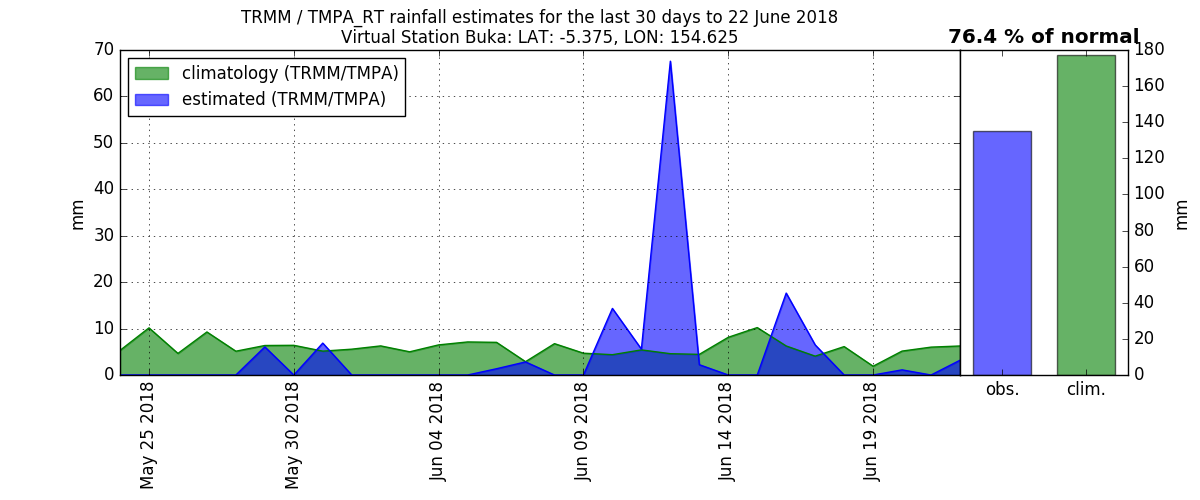 TRMM / TMPA_RT rainfall estimates for the last 30 days to 22 June 2018
Virtual Station Buka: LAT: -5.375, LON: 154.625
76.4 % of normal
climatology (TRMM/TMPA)
estimated (TRMM/TMPA)
70
60
50
40
30
20
10
0
mm
May 25 2018
May 30 2018
Jun 04 2018
Jun 09 2018
Jun 14 2018
Jun 19 2018
180
160
140
120
100
80
60
40
20
0
mm
obs.
clim.